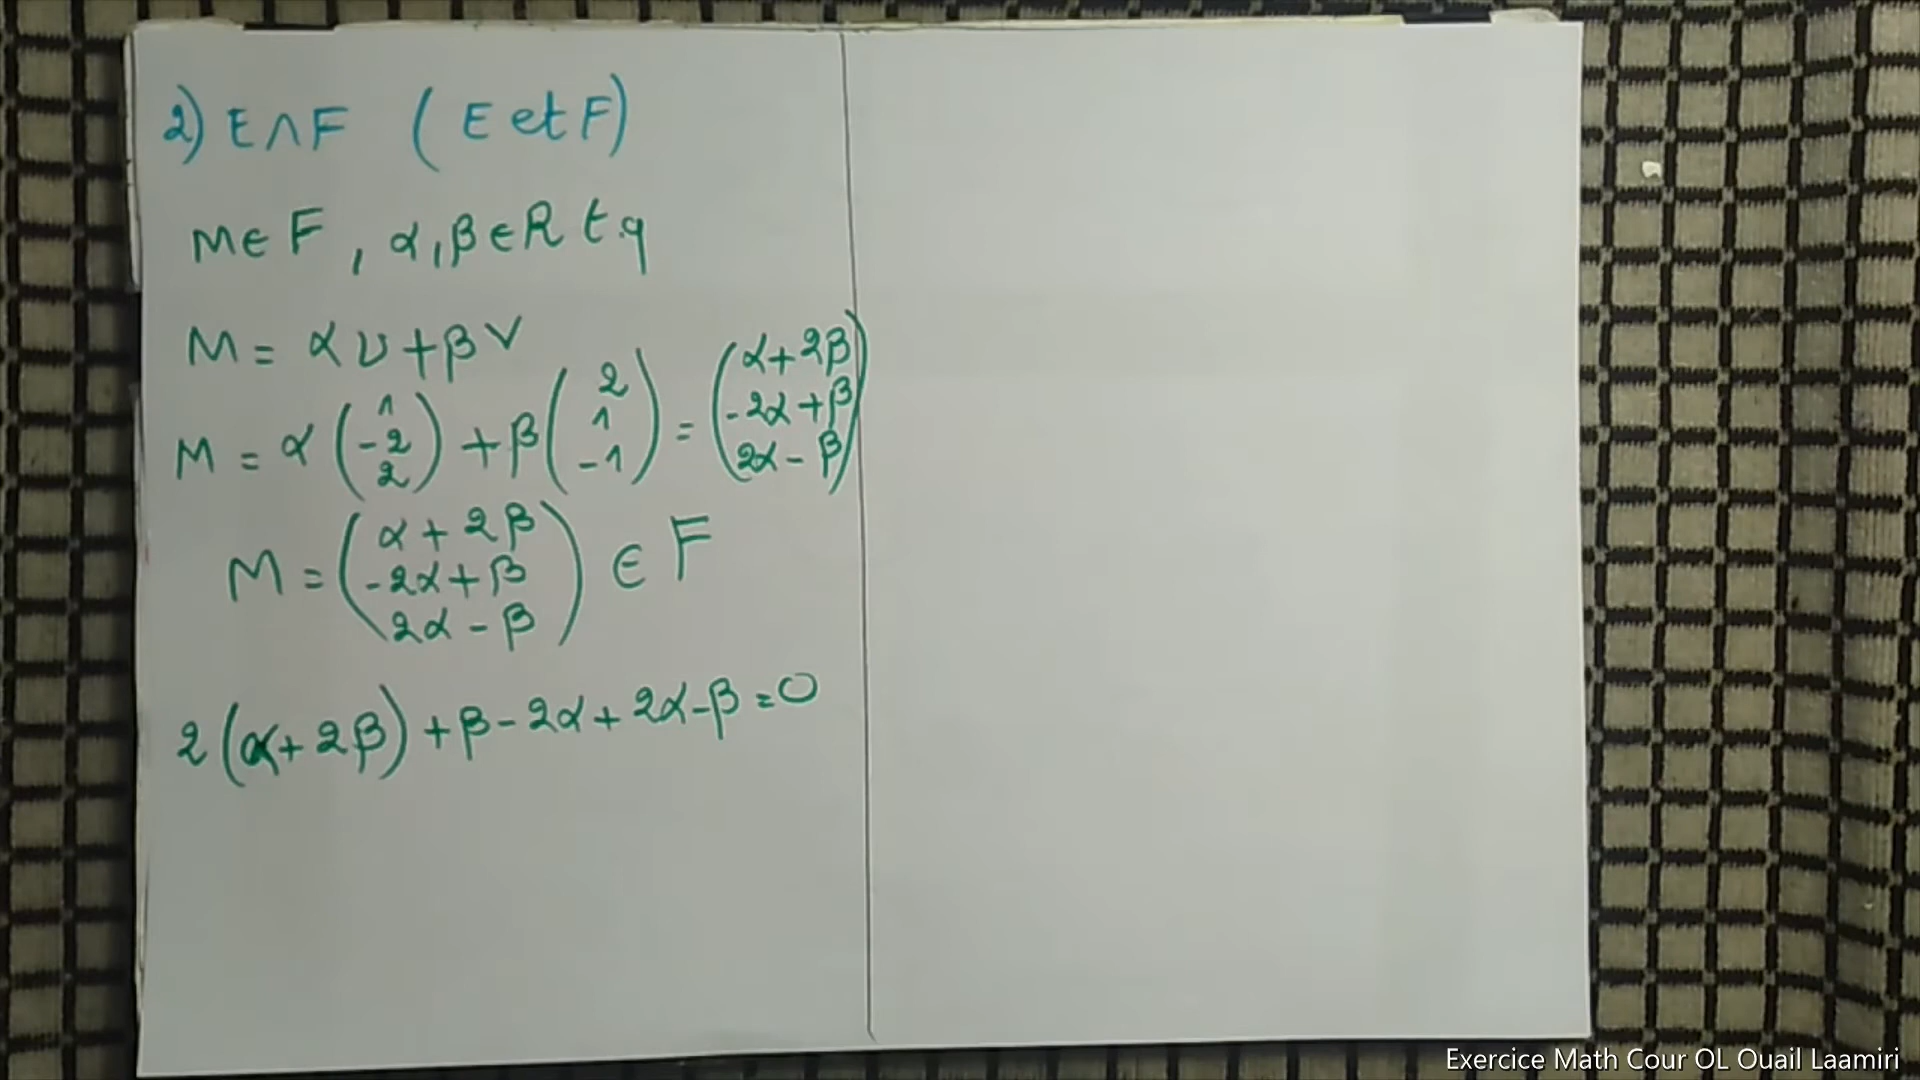 2) E∩F ( E et F)
M∈F , α,β∈R t.q
M = αU+βV
M = α (1 -2 2) + β (2 1 -1) = (α+2β -2α+β 2α-β)
M = (α+2β -2α+β 2α-β) ∈ F
2(α+2β)+β-2α+2α-β=0
Exercice Math Cour OL Ouail Laamiri